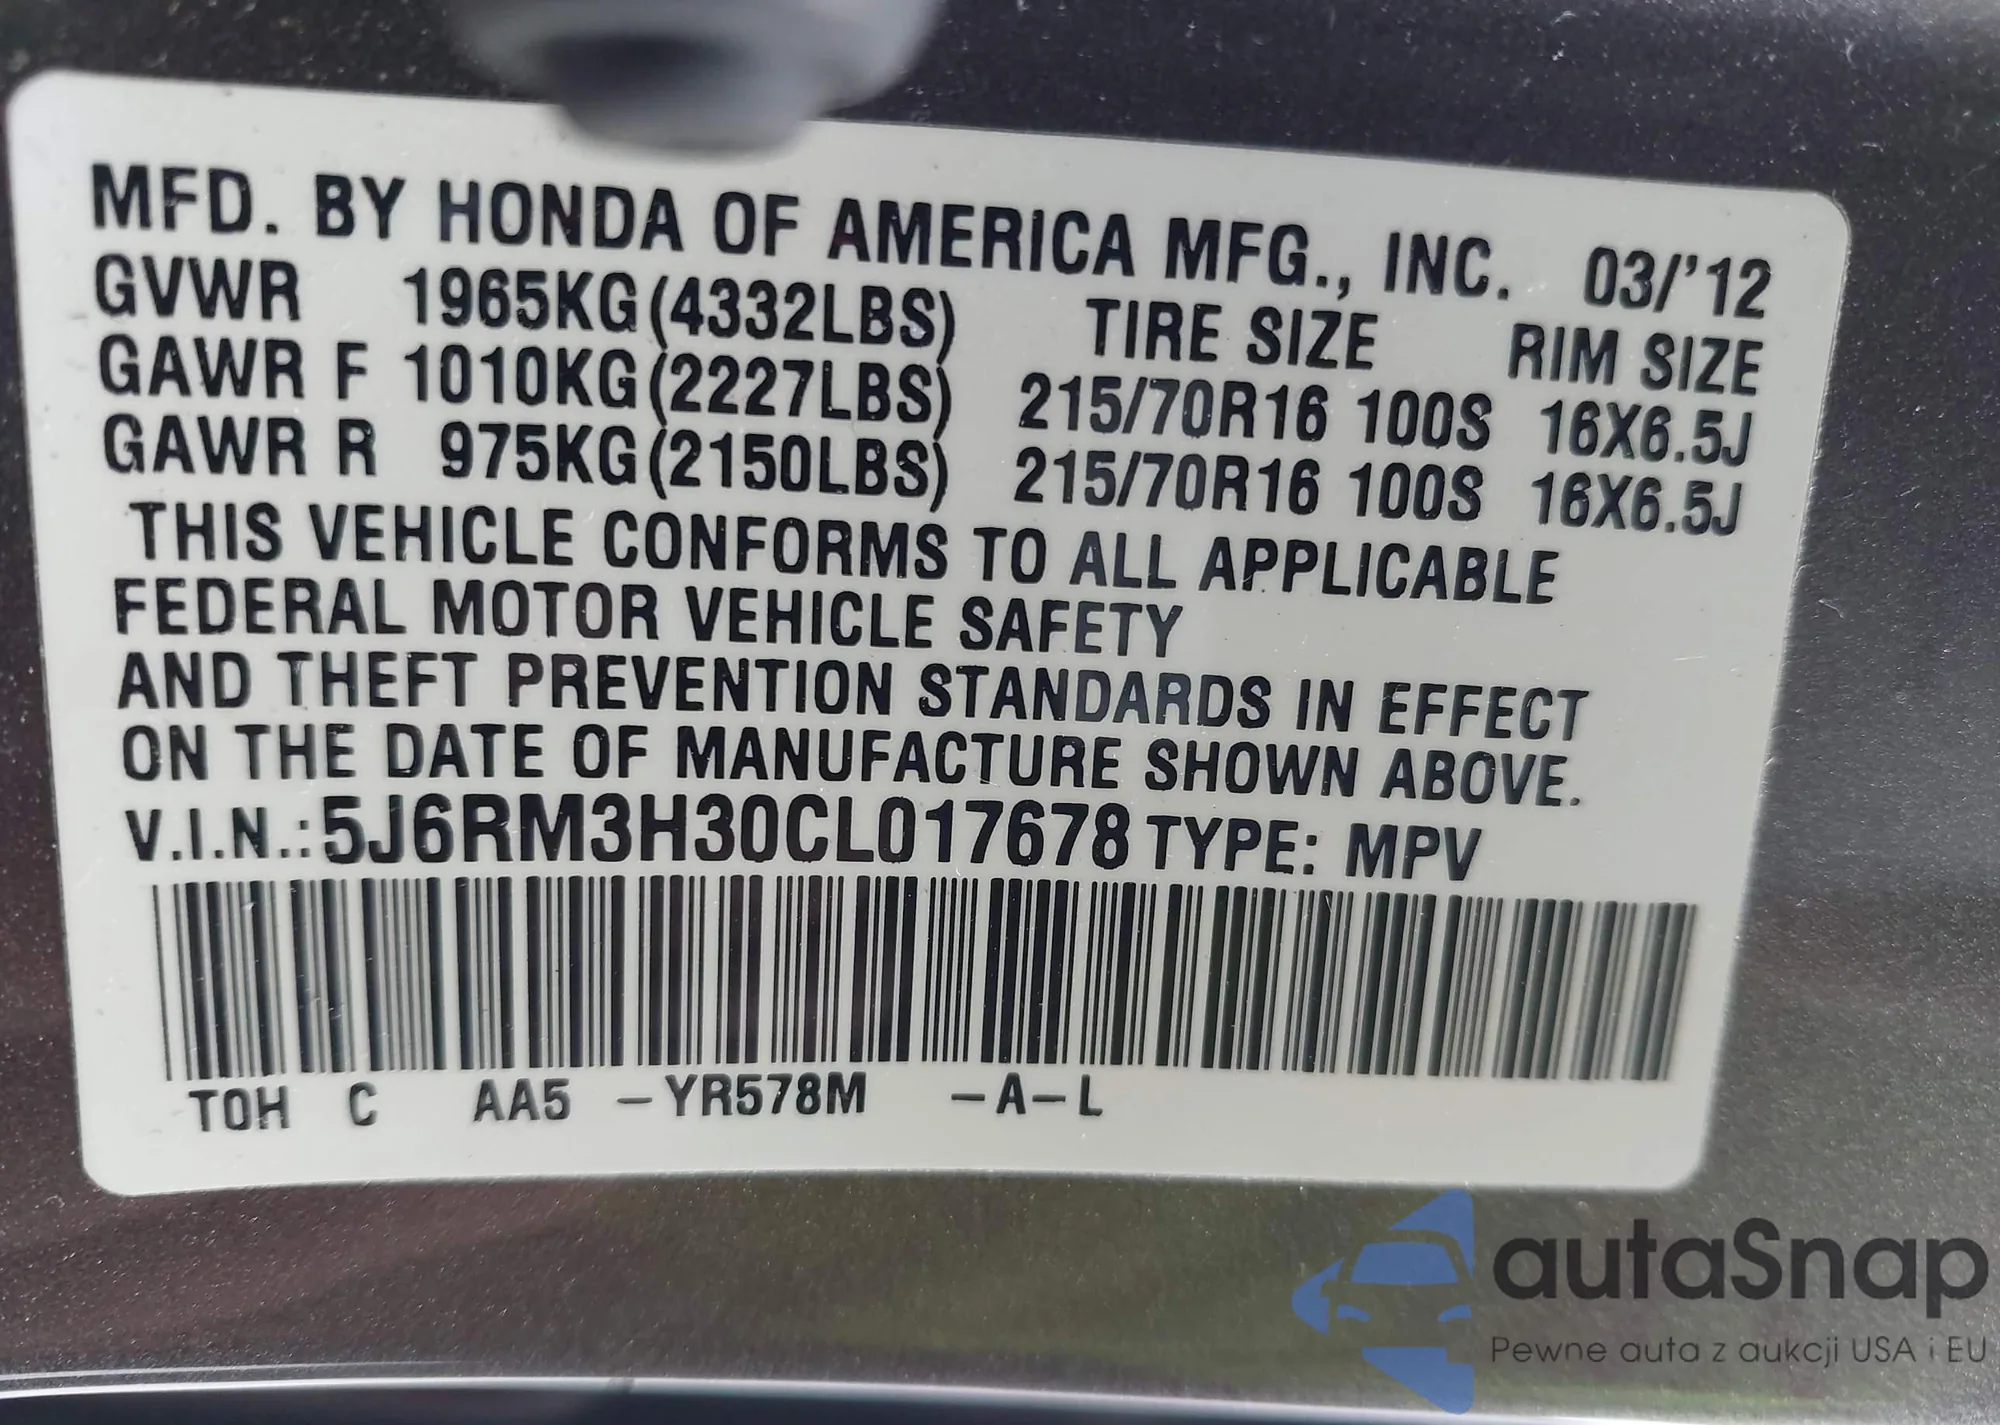 MFD. BY HONDA OF AMERICA MFG., INC. 03/'12
GVWR 1965KG(4332LBS) TIRE SIZE RIM SIZE
GAWR F 1010KG(2227LBS) 215/70R16 100S 16X6.5J
GAWR R 975KG(2150LBS) 215/70R16 100S 16X6.5J
THIS VEHICLE CONFORMS TO ALL APPLICABLE
FEDERAL MOTOR VEHICLE SAFETY
AND THEFT PREVENTION STANDARDS IN EFFECT
ON THE DATE OF MANUFACTURE SHOWN ABOVE.
V.I.N.:5J6RM3H30CL017678 TYPE: MPV
TOH C AA5 -YR578M -A-L
autaSnap
Pewne auta z aukcji USA i EU